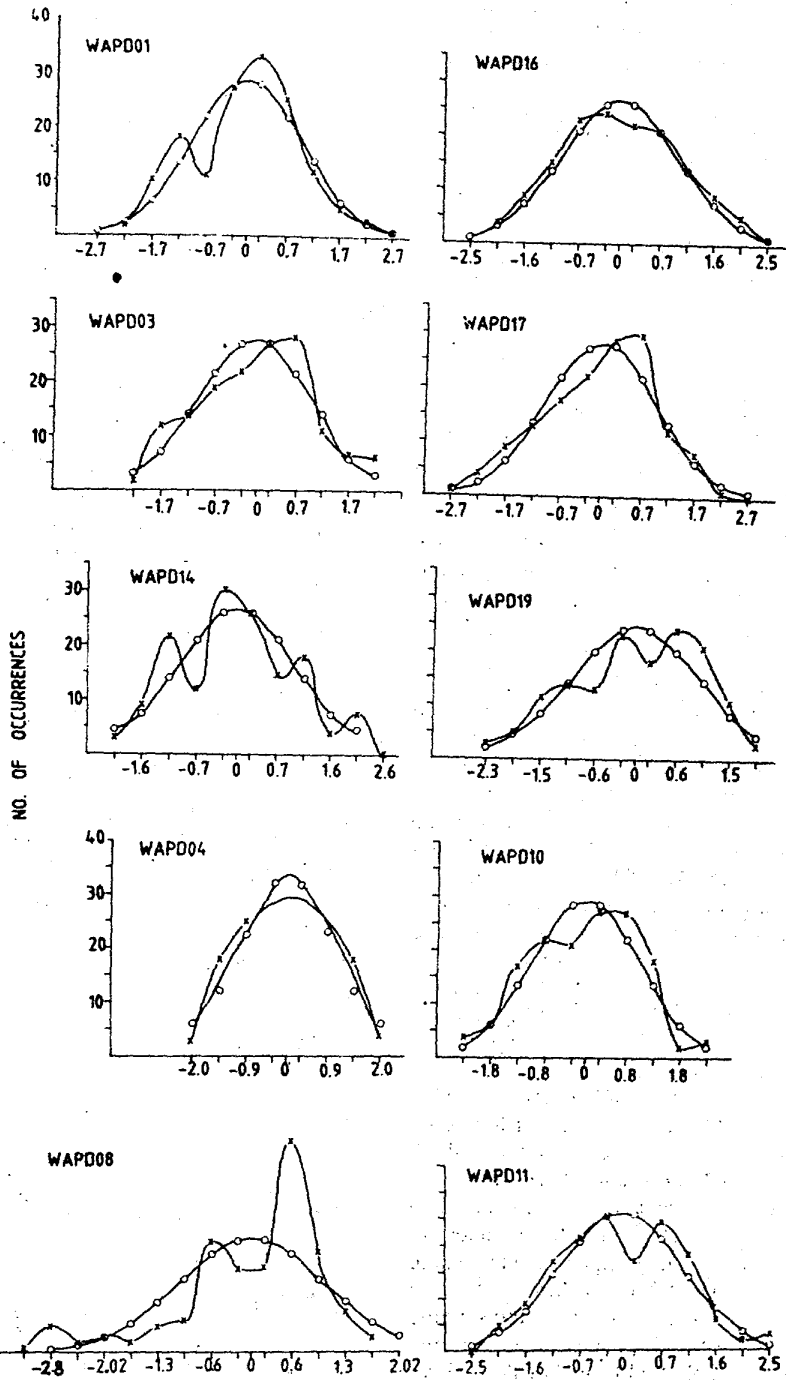 NO. OF OCCURRENCES
WAPD01
40
30
20
10
-2.7 -1.7 -0.7 0 0.7 1.7 2.7
WAPD16
-2.5 -1.6 -0.7 0 0.7 1.6 2.5
WAPD03
30
20
10
-1.7 -0.7 0 0.7 1.7
WAPD17
-2.7 -1.7 -0.7 0 0.7 1.7 2.7
WAPD14
30
20
10
-1.6 -0.7 0 0.7 1.6 2.6
WAPD19
-2.3 -1.5 -0.6 0 0.6 1.5
WAPD04
40
30
20
10
-2.0 -0.9 0 0.9 2.0
WAPD10
-1.8 -0.8 0 0.8 1.8
WAPD08
-2.8 -2.02 -1.3 -0.6 0 0.6 1.3 2.02
WAPD11
-2.5 -1.6 -0.7 0 0.7 1.6 2.5